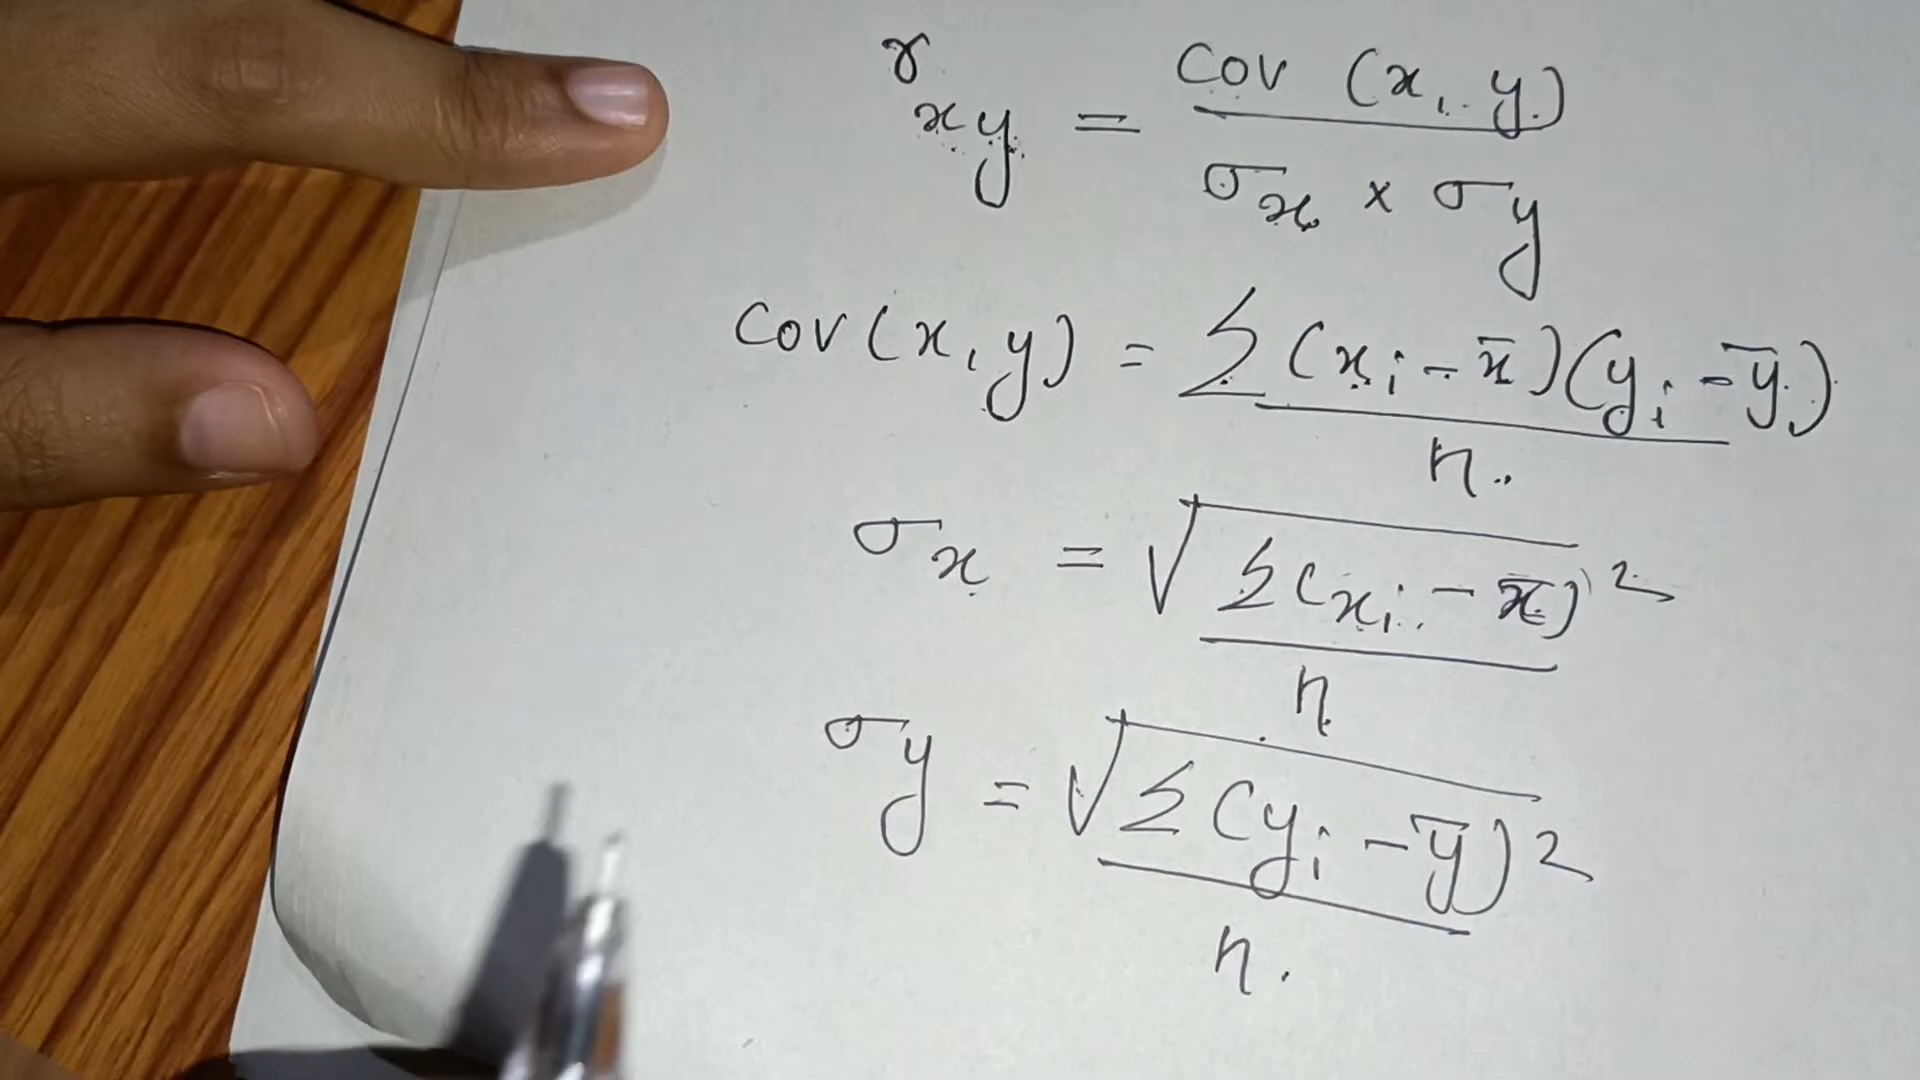 r_xy = Cov (x, y) / σ_x × σ_y
Cov(x, y) = Σ(x_i - x̄)(y_i - ȳ) / n.
σ_x = √Σ(x_i - x̄)² / n
σ_y = √Σ(y_i - ȳ)² / n.